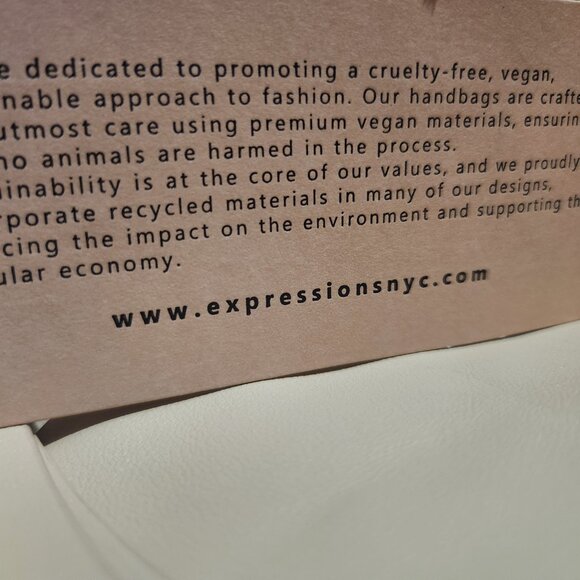 e dedicated to promoting a cruelty-free, vegan,
nable approach to fashion. Our handbags are crafte
utmost care using premium vegan materials, ensurin
no animals are harmed in the process.
ainability is at the core of our values, and we proudly
rporate recycled materials in many of our designs,
cing the impact on the environment and supporting th
ular economy.
www.expressionsnyc.com